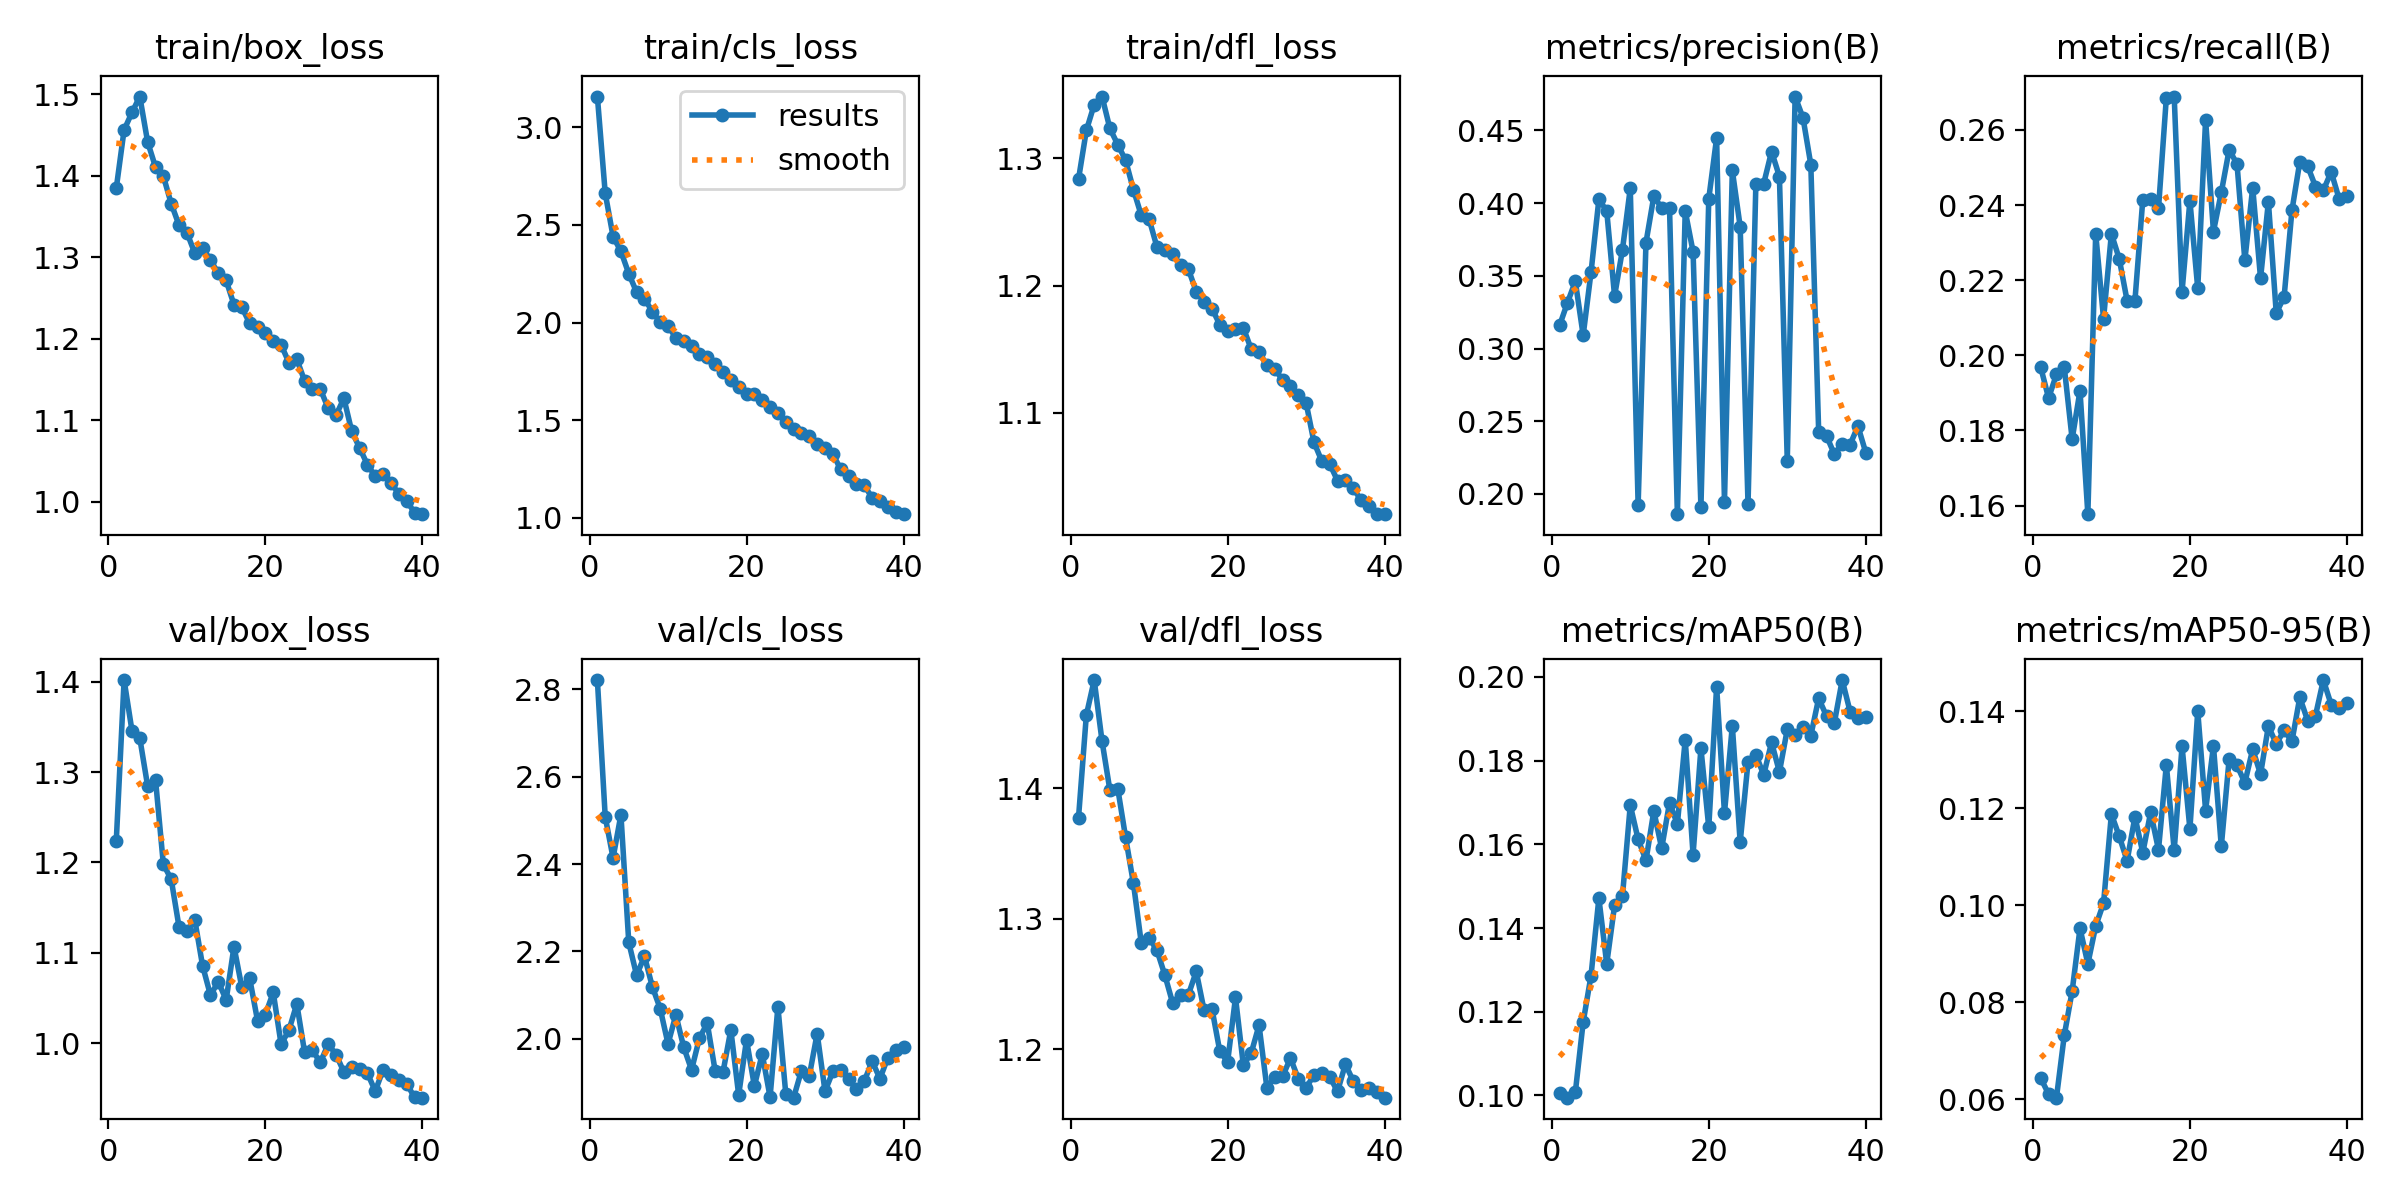 train/box_loss
1.5
1.4
1.3
1.2
1.1
1.0
0 20 40
train/cls_loss
results
smooth
3.0
2.5
2.0
1.5
1.0
0 20 40
train/dfl_loss
1.3
1.2
1.1
0 20 40
metrics/precision(B)
0.45
0.40
0.35
0.30
0.25
0.20
0 20 40
metrics/recall(B)
0.26
0.24
0.22
0.20
0.18
0.16
0 20 40
val/box_loss
1.4
1.3
1.2
1.1
1.0
0 20 40
val/cls_loss
2.8
2.6
2.4
2.2
2.0
0 20 40
val/dfl_loss
1.4
1.3
1.2
0 20 40
metrics/mAP50(B)
0.20
0.18
0.16
0.14
0.12
0.10
0 20 40
metrics/mAP50-95(B)
0.14
0.12
0.10
0.08
0.06
0 20 40